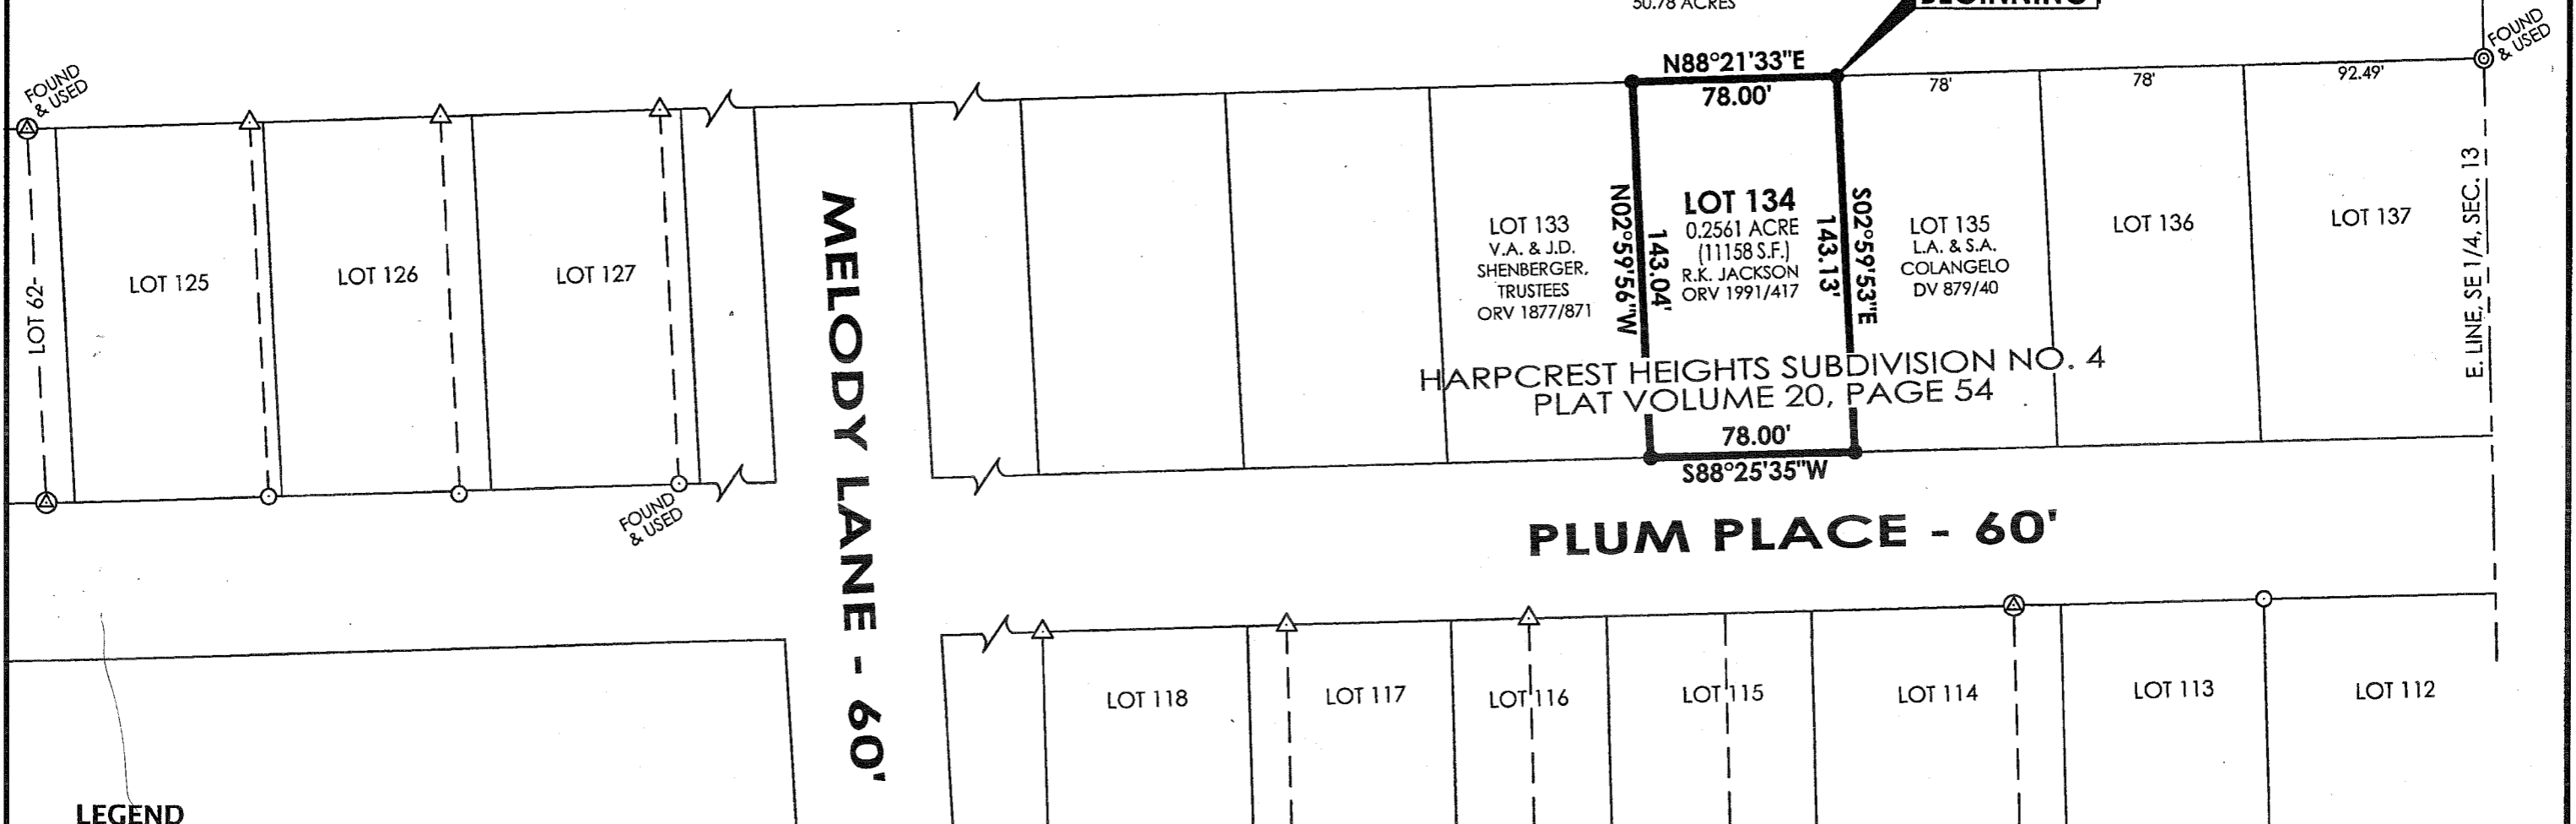 50.78 ACRES
BEGINNING
FOUND
& USED
FOUND
& USED
N88°21'33"E
78.00'
78'
78'
92.49'
LOT 62-
LOT 125
LOT 126
LOT 127
MELODY LANE - 60'
LOT 133
V.A. & J.D.
SHENBERGER,
TRUSTEES
ORV 1877/871
N02°59'56"W
143.04'
LOT 134
0.2561 ACRE
(11158 S.F.)
R.K. JACKSON
ORV 1991/417
143.13'
S02°59'53"E
LOT 135
L.A. & S.A.
COLANGELO
DV 879/40
LOT 136
LOT 137
E. LINE, SE 1/4, SEC. 13
HARPCREST HEIGHTS SUBDIVISION NO. 4
PLAT VOLUME 20, PAGE 54
78.00'
S88°25'35"W
FOUND
& USED
PLUM PLACE - 60'
LOT 118
LOT 117
LOT 116
LOT 115
LOT 114
LOT 113
LOT 112
LEGEND